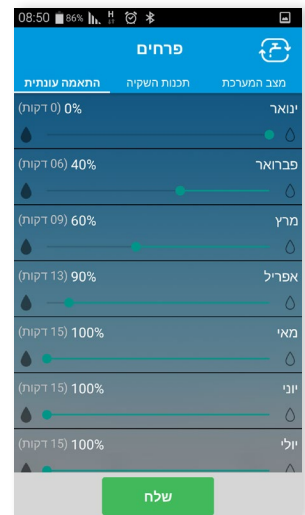 08:50 86% H
פרחים
מצב המערכת תכנות השקיה התאמה עונתית
ינואר 0% (0 דקות)
פברואר 40% (06 דקות)
מרץ 60% (09 דקות)
אפריל 90% (13 דקות)
מאי 100% (15 דקות)
יוני 100% (15 דקות)
יולי 100% (15 דקות)
שלח